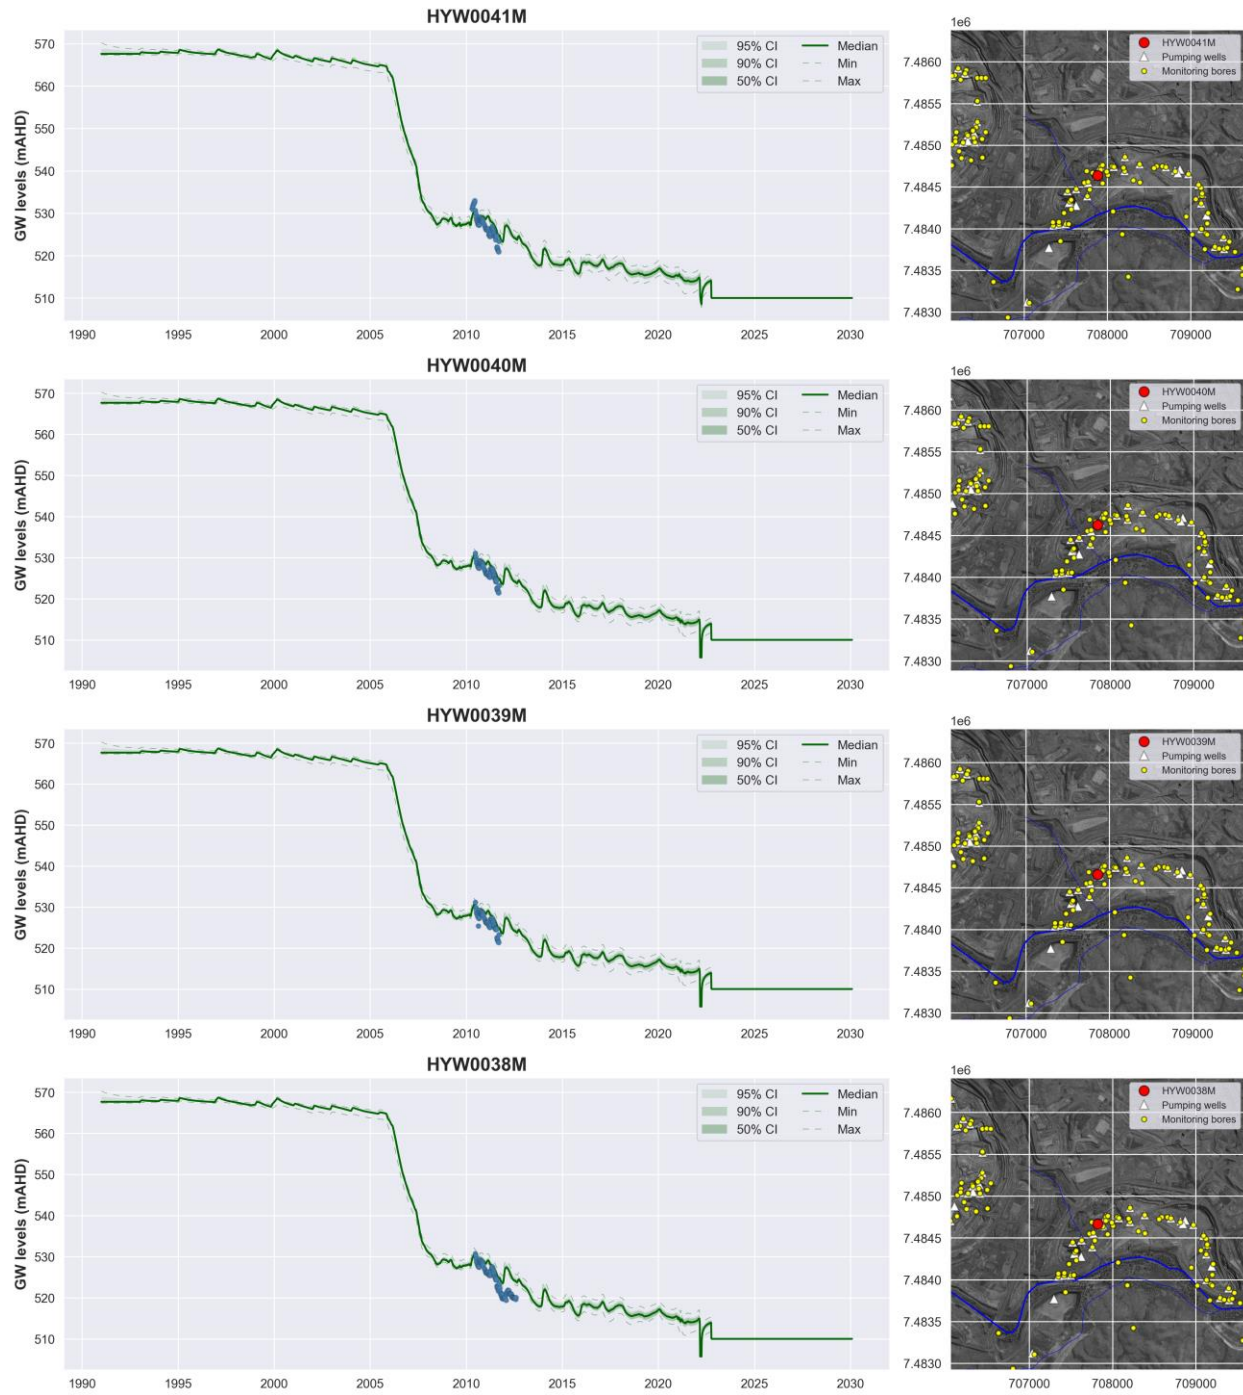 HYW0041M
GW levels (mAHD)
570
560
550
540
530
520
510
1990 1995 2000 2005 2010 2015 2020 2025 2030
95% CI Median
90% CI Min
50% CI Max
1e6
7.4860
7.4855
7.4850
7.4845
7.4840
7.4835
7.4830
707000 708000 709000
HYW0041M
Pumping wells
Monitoring bores
HYW0040M
GW levels (mAHD)
570
560
550
540
530
520
510
1990 1995 2000 2005 2010 2015 2020 2025 2030
95% CI Median
90% CI Min
50% CI Max
1e6
7.4860
7.4855
7.4850
7.4845
7.4840
7.4835
7.4830
707000 708000 709000
HYW0040M
Pumping wells
Monitoring bores
HYW0039M
GW levels (mAHD)
570
560
550
540
530
520
510
1990 1995 2000 2005 2010 2015 2020 2025 2030
95% CI Median
90% CI Min
50% CI Max
1e6
7.4860
7.4855
7.4850
7.4845
7.4840
7.4835
7.4830
707000 708000 709000
HYW0039M
Pumping wells
Monitoring bores
HYW0038M
GW levels (mAHD)
570
560
550
540
530
520
510
1990 1995 2000 2005 2010 2015 2020 2025 2030
95% CI Median
90% CI Min
50% CI Max
1e6
7.4860
7.4855
7.4850
7.4845
7.4840
7.4835
7.4830
707000 708000 709000
HYW0038M
Pumping wells
Monitoring bores